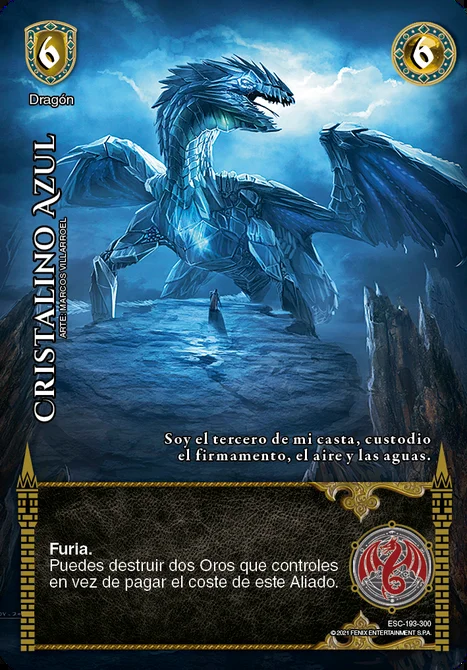 6
6
Dragón
CRISTALINO AZUL
ARTE: MARCOS VILLARROEL
Soy el tercero de mi casta, custodio
el firmamento, el aire y las aguas.
Furia.
Puedes destruir dos Oros que controles
en vez de pagar el coste de este Aliado.
ESC-193-300
©2021 FENIX ENTERTAINMENT S.P.A.